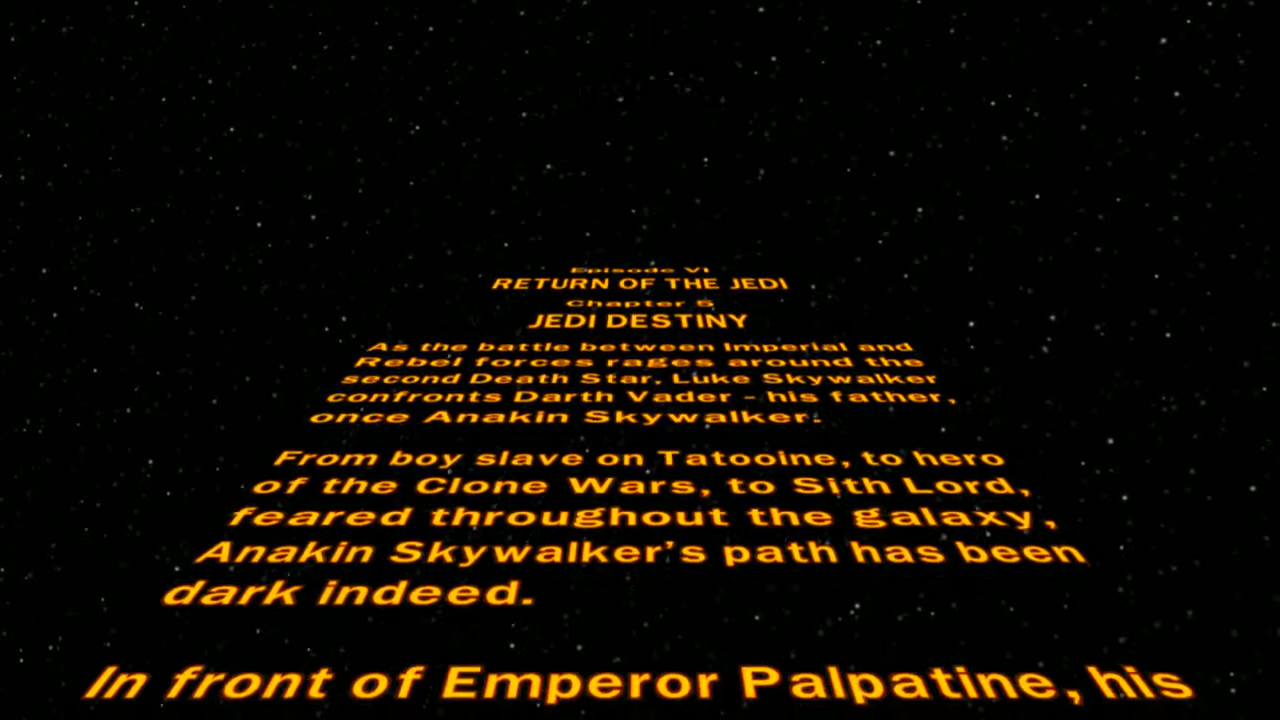 Episode VI
RETURN OF THE JEDI
Chapter 5
JEDI DESTINY
As the battle between Imperial and
Rebel forces rages around the
second Death Star, Luke Skywalker
confronts Darth Vader - his father,
once Anakin Skywalker.
From boy slave on Tatooine, to hero
of the Clone Wars, to Sith Lord,
feared throughout the galaxy,
Anakin Skywalker's path has been
dark indeed.
In front of Emperor Palpatine, his